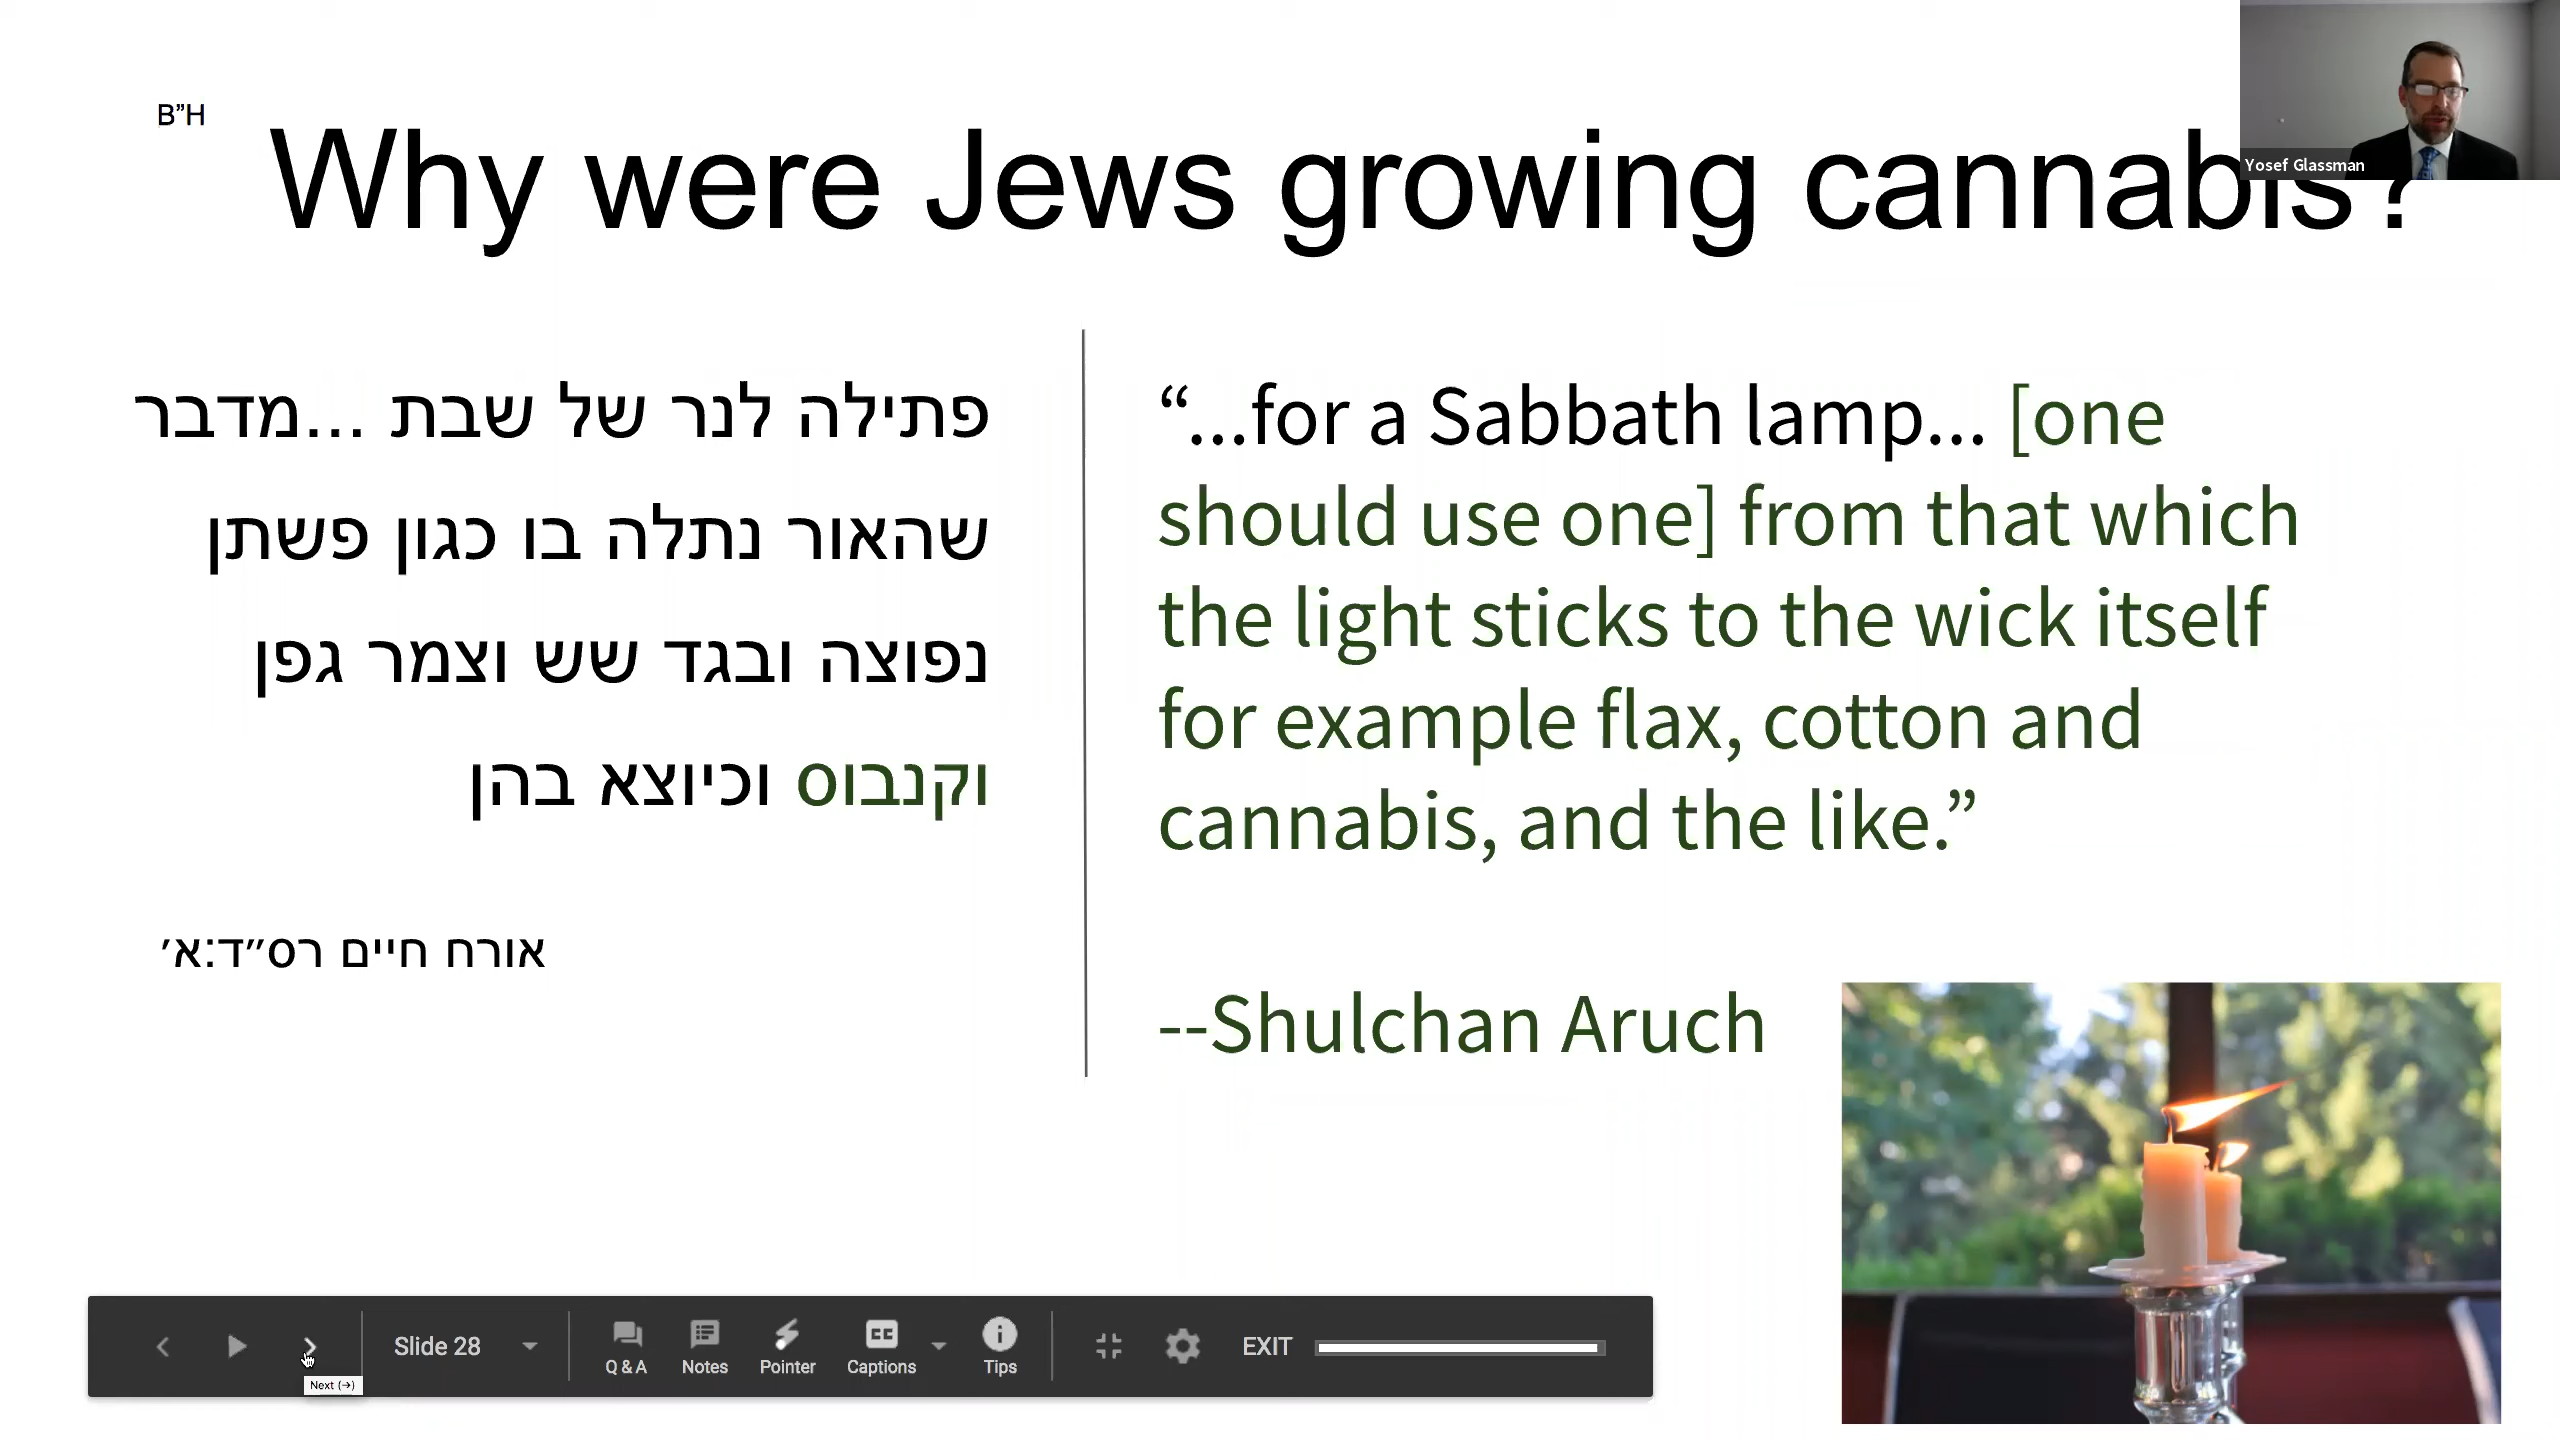 B”H
Why were Jews growing cannabis?
Yosef Glassman
פתילה לנר של שבת ...מדבר
שהאור נתלה בו כגון פשתן
נפוצה ובגד שש וצמר גפן
וקנבוס וכיוצא בהן
אורח חיים רס״ד:א׳
“...for a Sabbath lamp... [one
should use one] from that which
the light sticks to the wick itself
for example flax, cotton and
cannabis, and the like.”
--Shulchan Aruch
Slide 28
Q & A
Notes
Pointer
CC
Captions
Tips
EXIT
Next (→)